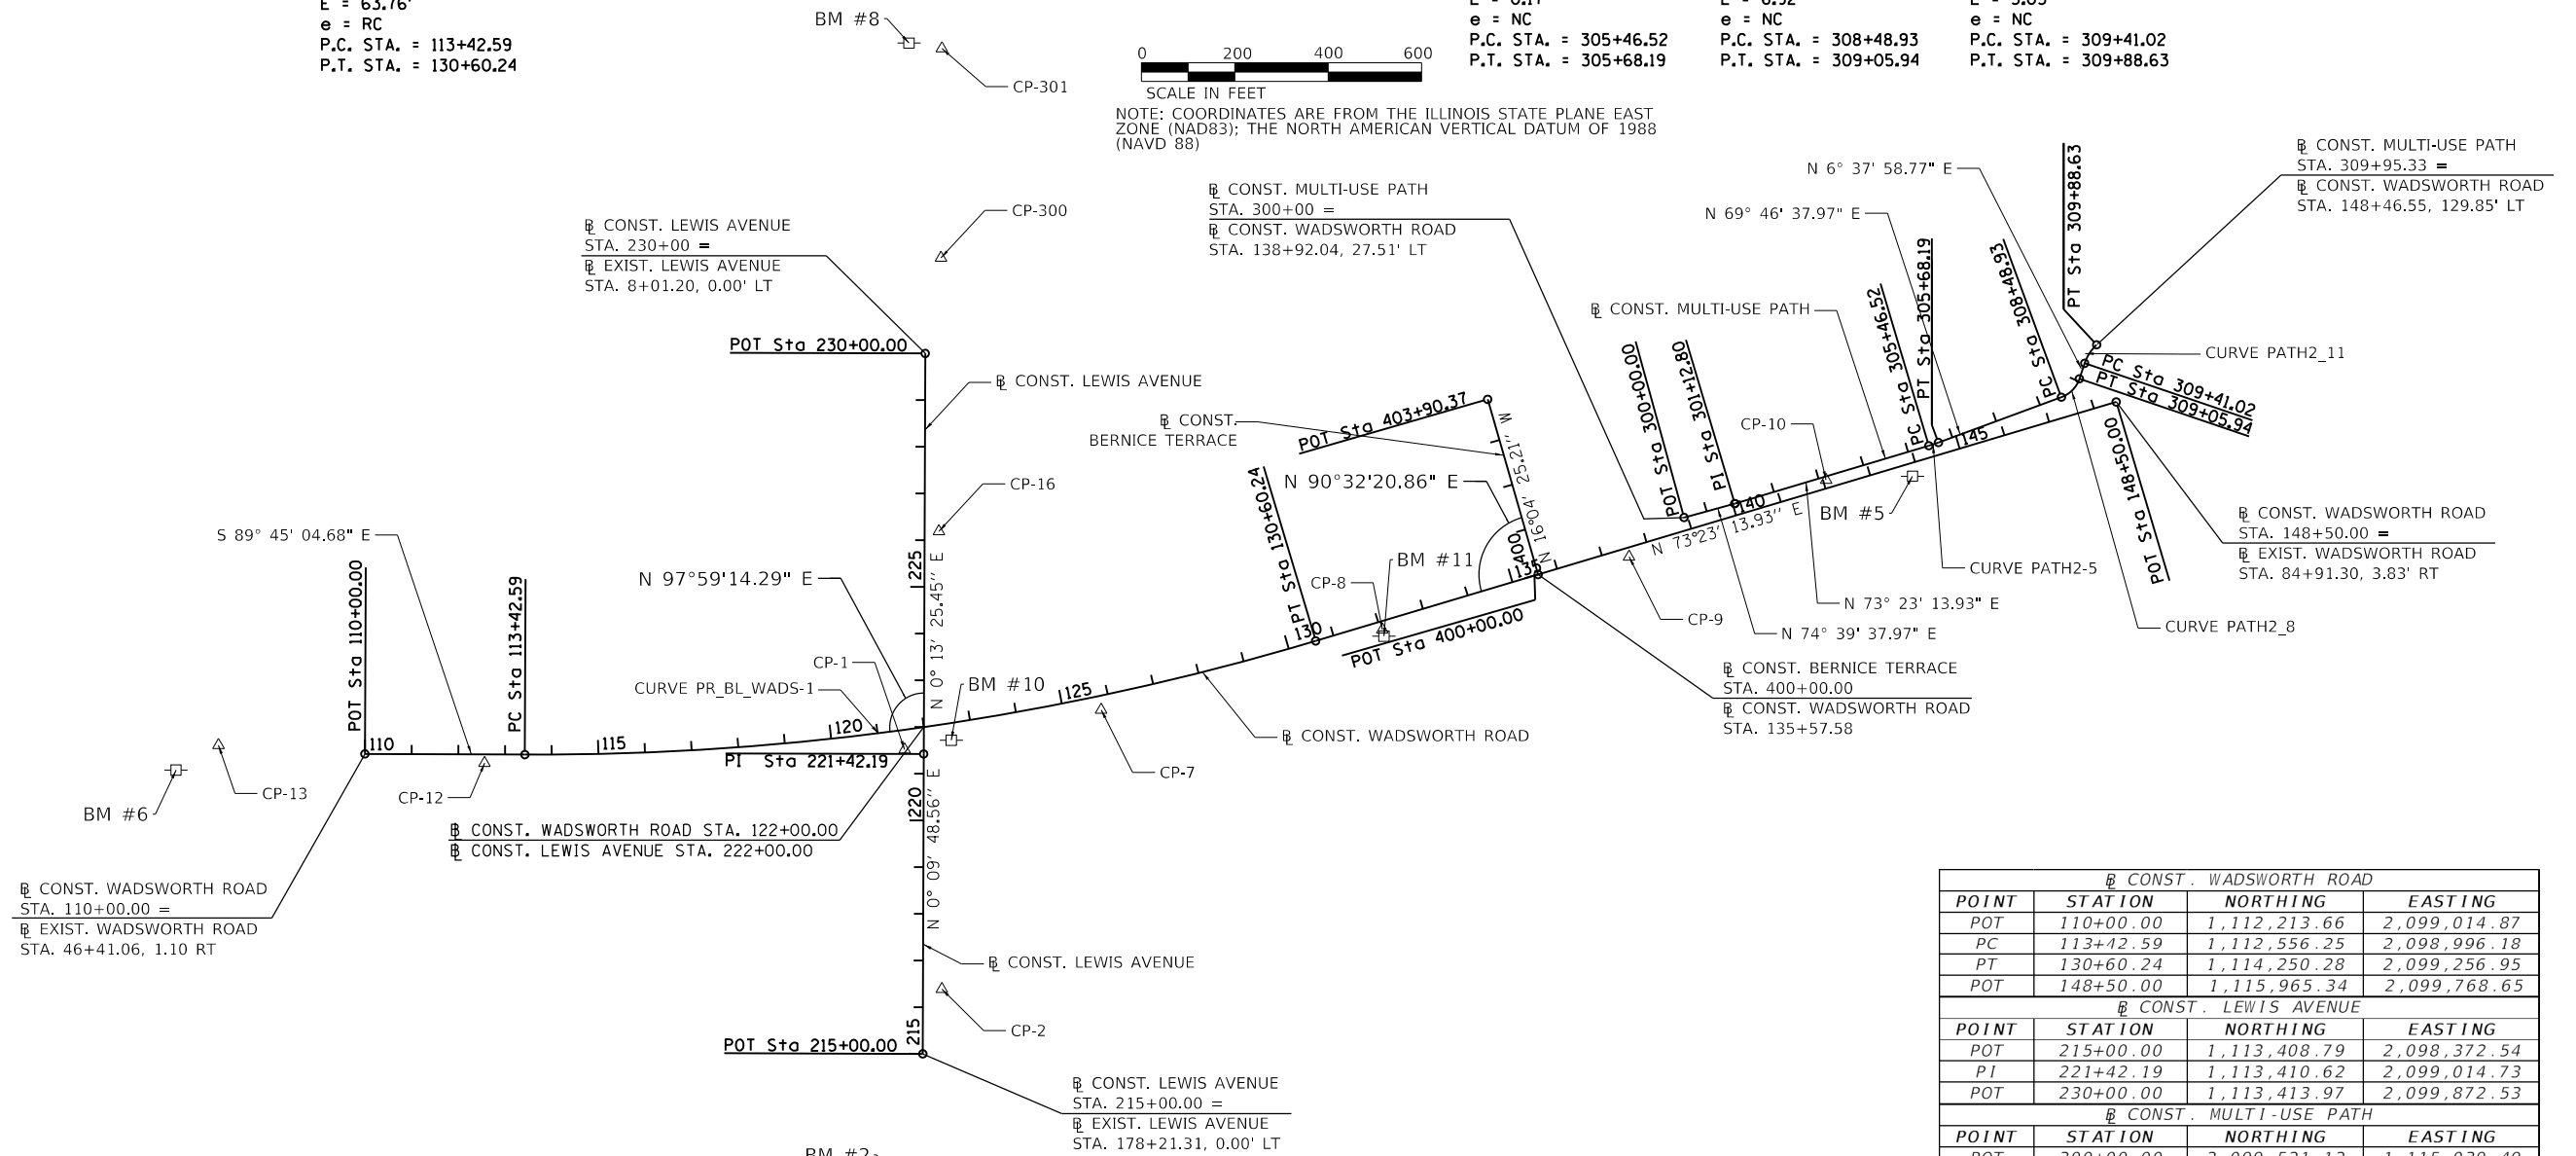 E = 63.76'
e = RC
P.C. STA. = 113+42.59
P.T. STA. = 130+60.24
BM #8
CP-301
0 200 400 600
SCALE IN FEET
NOTE: COORDINATES ARE FROM THE ILLINOIS STATE PLANE EAST
ZONE (NAD83); THE NORTH AMERICAN VERTICAL DATUM OF 1988
(NAVD 88)
e = NC
P.C. STA. = 305+46.52
P.T. STA. = 305+68.19
e = NC
P.C. STA. = 308+48.93
P.T. STA. = 309+05.94
e = NC
P.C. STA. = 309+41.02
P.T. STA. = 309+88.63
CP-300
℄ CONST. LEWIS AVENUE
STA. 230+00 =
℄ EXIST. LEWIS AVENUE
STA. 8+01.20, 0.00' LT
℄ CONST. MULTI-USE PATH
STA. 300+00 =
℄ CONST. WADSWORTH ROAD
STA. 138+92.04, 27.51' LT
N 6° 37' 58.77" E
N 69° 46' 37.97" E
PT Sta 309+88.63
℄ CONST. MULTI-USE PATH
STA. 309+95.33 =
℄ CONST. WADSWORTH ROAD
STA. 148+46.55, 129.85' LT
POT Sta 230+00.00
℄ CONST. LEWIS AVENUE
℄ CONST.
BERNICE TERRACE
POT Sta 403+90.37
℄ CONST. MULTI-USE PATH
POT Sta 300+00.00
PI Sta 301+12.80
PC Sta 305+46.52
PT Sta 305+68.19
PC Sta 308+48.93
CURVE PATH2_11
PC Sta 309+41.02
PT Sta 309+05.94
CP-10
145
POT Sta 148+50.00
CP-16
N 90°32'20.86" E
N 16°04' 25.21" W
400
PT Sta 130+60.24
140
N 73°23' 13.93" E
BM #5
℄ CONST. WADSWORTH ROAD
STA. 148+50.00 =
℄ EXIST. WADSWORTH ROAD
STA. 84+91.30, 3.83' RT
S 89° 45' 04.68" E
POT Sta 110+00.00
PC Sta 113+42.59
N 97°59'14.29" E
225
N 0° 13' 25.45" E
BM #11
CP-8
135
CURVE PATH2-5
N 73° 23' 13.93" E
CP-9
N 74° 39' 37.97" E
CURVE PATH2_8
POT Sta 400+00.00
130
℄ CONST. BERNICE TERRACE
STA. 400+00.00
℄ CONST. WADSWORTH ROAD
STA. 135+57.58
CP-1
CURVE PR_BL_WADS-1
BM #10
125
120
115
110
PI Sta 221+42.19
℄ CONST. WADSWORTH ROAD
CP-7
CP-13
BM #6
CP-12
220
N 0° 09' 48.56" E
℄ CONST. WADSWORTH ROAD STA. 122+00.00
℄ CONST. LEWIS AVENUE STA. 222+00.00
℄ CONST. WADSWORTH ROAD
STA. 110+00.00 =
℄ EXIST. WADSWORTH ROAD
STA. 46+41.06, 1.10 RT
℄ CONST. LEWIS AVENUE
CP-2
215
POT Sta 215+00.00
℄ CONST. LEWIS AVENUE
STA. 215+00.00 =
℄ EXIST. LEWIS AVENUE
STA. 178+21.31, 0.00' LT
BM #2
℄ CONST. WADSWORTH ROAD
POINT STATION NORTHING EASTING
POT 110+00.00 1,112,213.66 2,099,014.87
PC 113+42.59 1,112,556.25 2,098,996.18
PT 130+60.24 1,114,250.28 2,099,256.95
POT 148+50.00 1,115,965.34 2,099,768.65
℄ CONST. LEWIS AVENUE
POINT STATION NORTHING EASTING
POT 215+00.00 1,113,408.79 2,098,372.54
PI 221+42.19 1,113,410.62 2,099,014.73
POT 230+00.00 1,113,413.97 2,099,872.53
℄ CONST. MULTI-USE PATH
POINT STATION NORTHING EASTING